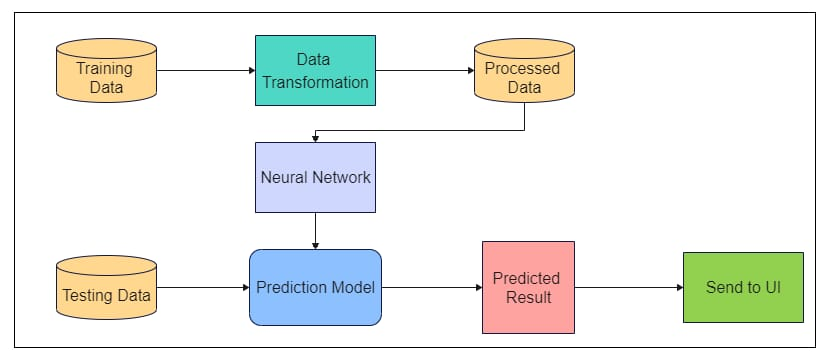 Training
Data
Data
Transformation
Processed
Data
Neural Network
Testing Data
Prediction Model
Predicted
Result
Send to UI